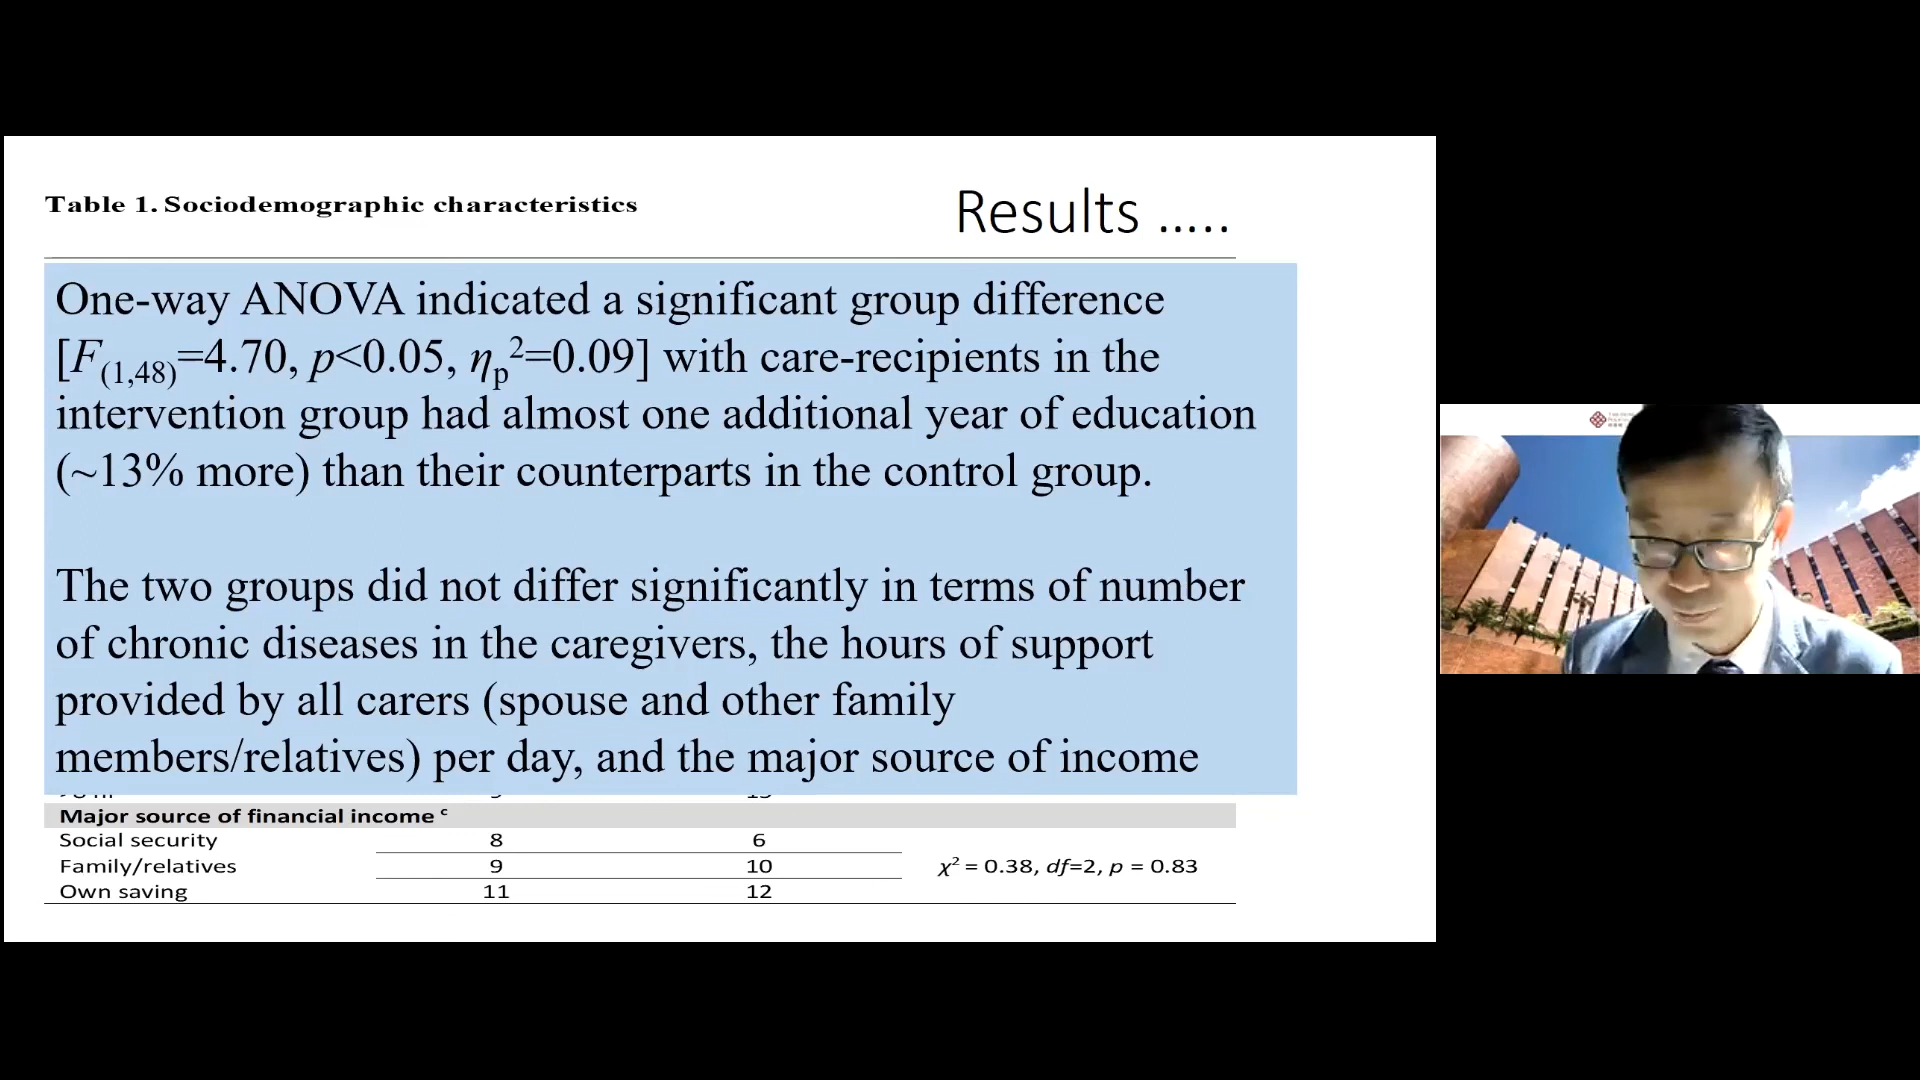 Table 1. Sociodemographic characteristics
Results .....
One-way ANOVA indicated a significant group difference
[F(1,48)=4.70, p<0.05, ηp²=0.09] with care-recipients in the
intervention group had almost one additional year of education
(~13% more) than their counterparts in the control group.
The two groups did not differ significantly in terms of number
of chronic diseases in the caregivers, the hours of support
provided by all carers (spouse and other family
members/relatives) per day, and the major source of income
Major source of financial income ᶜ
Social security 8 6
Family/relatives 9 10 χ² = 0.38, df=2, p = 0.83
Own saving 11 12